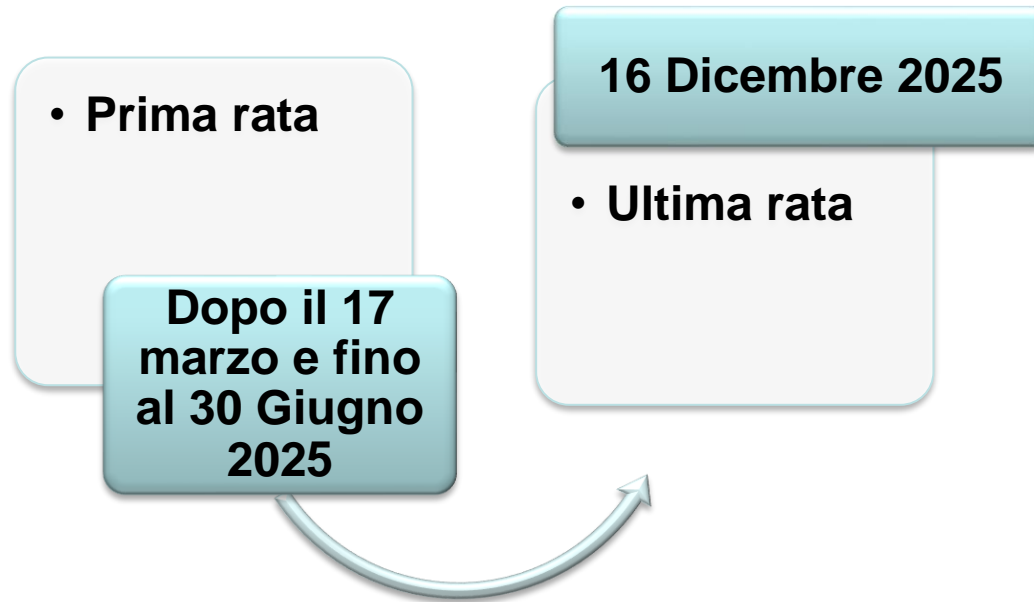 • Prima rata
Dopo il 17
marzo e fino
al 30 Giugno
2025
16 Dicembre 2025
• Ultima rata